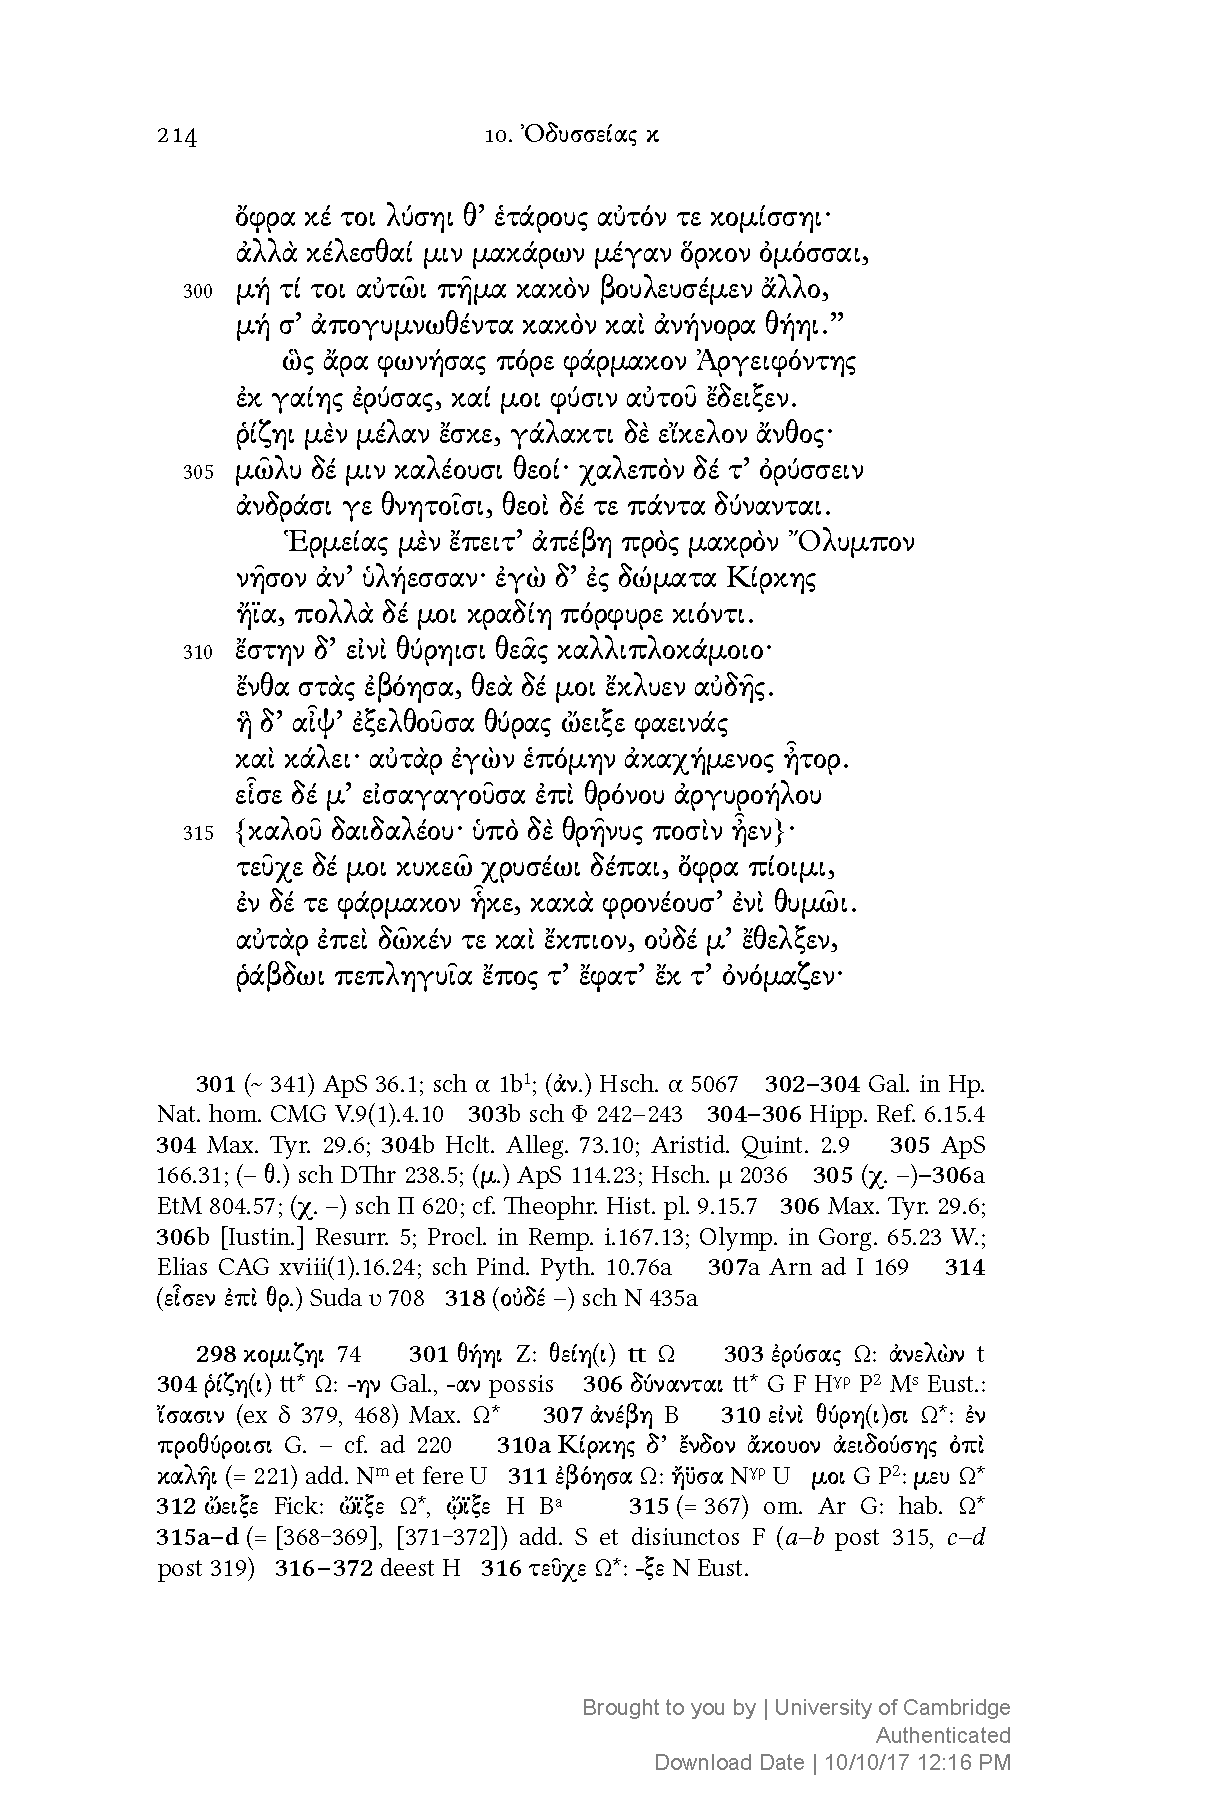 214
10. Ὀδυσσείας κ
ὄφρα κέ τοι λύσηι θ’ ἑτάρους αὐτόν τε κομίσσηι·
ἀλλὰ κέλεσθαί μιν μακάρων μέγαν ὅρκον ὀμόσσαι,
300 μή τί τοι αὐτῶι πῆμα κακὸν βουλευσέμεν ἄλλο,
μή σ’ ἀπογυμνωθέντα κακὸν καὶ ἀνήνορα θήηι.”
ὣς ἄρα φωνήσας πόρε φάρμακον Ἀργειφόντης
ἐκ γαίης ἐρύσας, καί μοι φύσιν αὐτοῦ ἔδειξεν.
ῥίζηι μὲν μέλαν ἔσκε, γάλακτι δὲ εἴκελον ἄνθος·
305 μῶλυ δέ μιν καλέουσι θεοί· χαλεπὸν δέ τ’ ὀρύσσειν
ἀνδράσι γε θνητοῖσι, θεοὶ δέ τε πάντα δύνανται.
Ἑρμείας μὲν ἔπειτ’ ἀπέβη πρὸς μακρὸν Ὄλυμπον
νῆσον ἀν’ ὑλήεσσαν· ἐγὼ δ’ ἐς δώματα Κίρκης
ἤϊα, πολλὰ δέ μοι κραδίη πόρφυρε κιόντι.
310 ἔστην δ’ εἰνὶ θύρηισι θεᾶς καλλιπλοκάμοιο·
ἔνθα στὰς ἐβόησα, θεὰ δέ μοι ἔκλυεν αὐδῆς.
ἣ δ’ αἶψ’ ἐξελθοῦσα θύρας ὤειξε φαεινάς
καὶ κάλει· αὐτὰρ ἐγὼν ἑπόμην ἀκαχήμενος ἦτορ.
εἷσε δέ μ’ εἰσαγαγοῦσα ἐπὶ θρόνου ἀργυροήλου
315 {καλοῦ δαιδαλέου· ὑπὸ δὲ θρῆνυς ποσὶν ἦεν}·
τεῦχε δέ μοι κυκεῶ χρυσέωι δέπαι, ὄφρα πίοιμι,
ἐν δέ τε φάρμακον ἧκε, κακὰ φρονέουσ’ ἐνὶ θυμῶι.
αὐτὰρ ἐπεὶ δῶκέν τε καὶ ἔκπιον, οὐδέ μ’ ἔθελξεν,
ῥάβδωι πεπληγυῖα ἔπος τ’ ἔφατ’ ἔκ τ’ ὀνόμαζεν·
301 (~ 341) ApS 36.1; sch α 1b¹; (ἀν.) Hsch. α 5067 302–304 Gal. in Hp.
Nat. hom. CMG V.9(1).4.10 303b sch Φ 242–243 304–306 Hipp. Ref. 6.15.4
304 Max. Tyr. 29.6; 304b Hclt. Alleg. 73.10; Aristid. Quint. 2.9 305 ApS
166.31; (– θ.) sch DThr 238.5; (μ.) ApS 114.23; Hsch. μ 2036 305 (χ. –)–306a
EtM 804.57; (χ. –) sch Π 620; cf. Theophr. Hist. pl. 9.15.7 306 Max. Tyr. 29.6;
306b [Iustin.] Resurr. 5; Procl. in Remp. i.167.13; Olymp. in Gorg. 65.23 W.;
Elias CAG xviii(1).16.24; sch Pind. Pyth. 10.76a 307a Arn ad I 169 314
(εἷσεν ἐπὶ θρ.) Suda υ 708 318 (οὐδέ –) sch N 435a
298 κομιζηι 74 301 θήηι Z: θείη(ι) tt Ω 303 ἐρύσας Ω: ἀνελὼν t
304 ῥίζη(ι) tt* Ω: -ην Gal., -αν possis 306 δύνανται tt* G F Hᵞᵖ P² Mˢ Eust.:
ἴσασιν (ex δ 379, 468) Max. Ω* 307 ἀνέβη B 310 εἰνὶ θύρη(ι)σι Ω*: ἐν
προθύροισι G. – cf. ad 220 310a Κίρκης δ’ ἔνδον ἄκουον ἀειδούσης ὀπὶ
καλῆι (= 221) add. Nᵐ et fere U 311 ἐβόησα Ω: ἤϋσα Nᵞᵖ U μοι G P²: μευ Ω*
312 ὤειξε Fick: ὤϊξε Ω*, ᾤϊξε H Bᵃ 315 (= 367) om. Ar G: hab. Ω*
315a–d (= [368–369], [371–372]) add. S et disiunctos F (a–b post 315, c–d
post 319) 316–372 deest H 316 τεῦχε Ω*: -ξε N Eust.
Brought to you by | University of Cambridge
Authenticated
Download Date | 10/10/17 12:16 PM